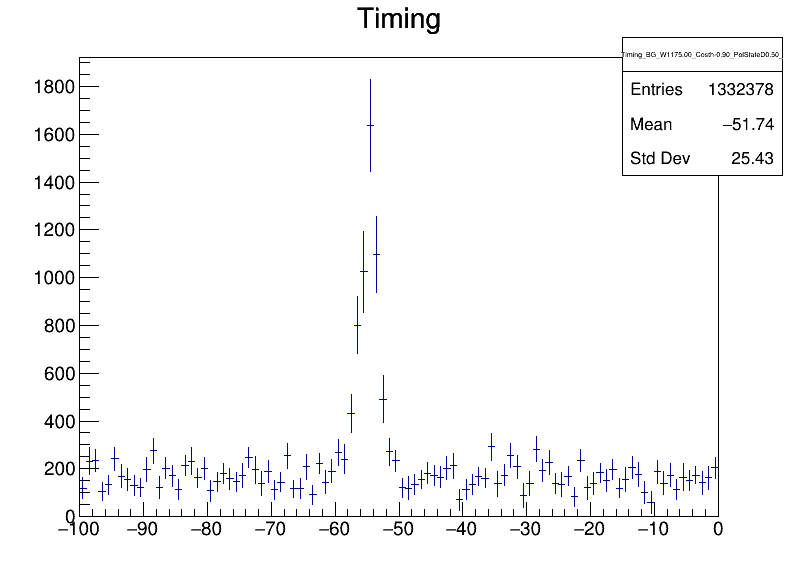 Timing
Timing_BG_W1175.00_Costh-0.90_PolStateD0.50_
Entries 1332378
Mean −51.74
Std Dev 25.43
1800
1600
1400
1200
1000
800
600
400
200
0
−100 −90 −80 −70 −60 −50 −40 −30 −20 −10 0